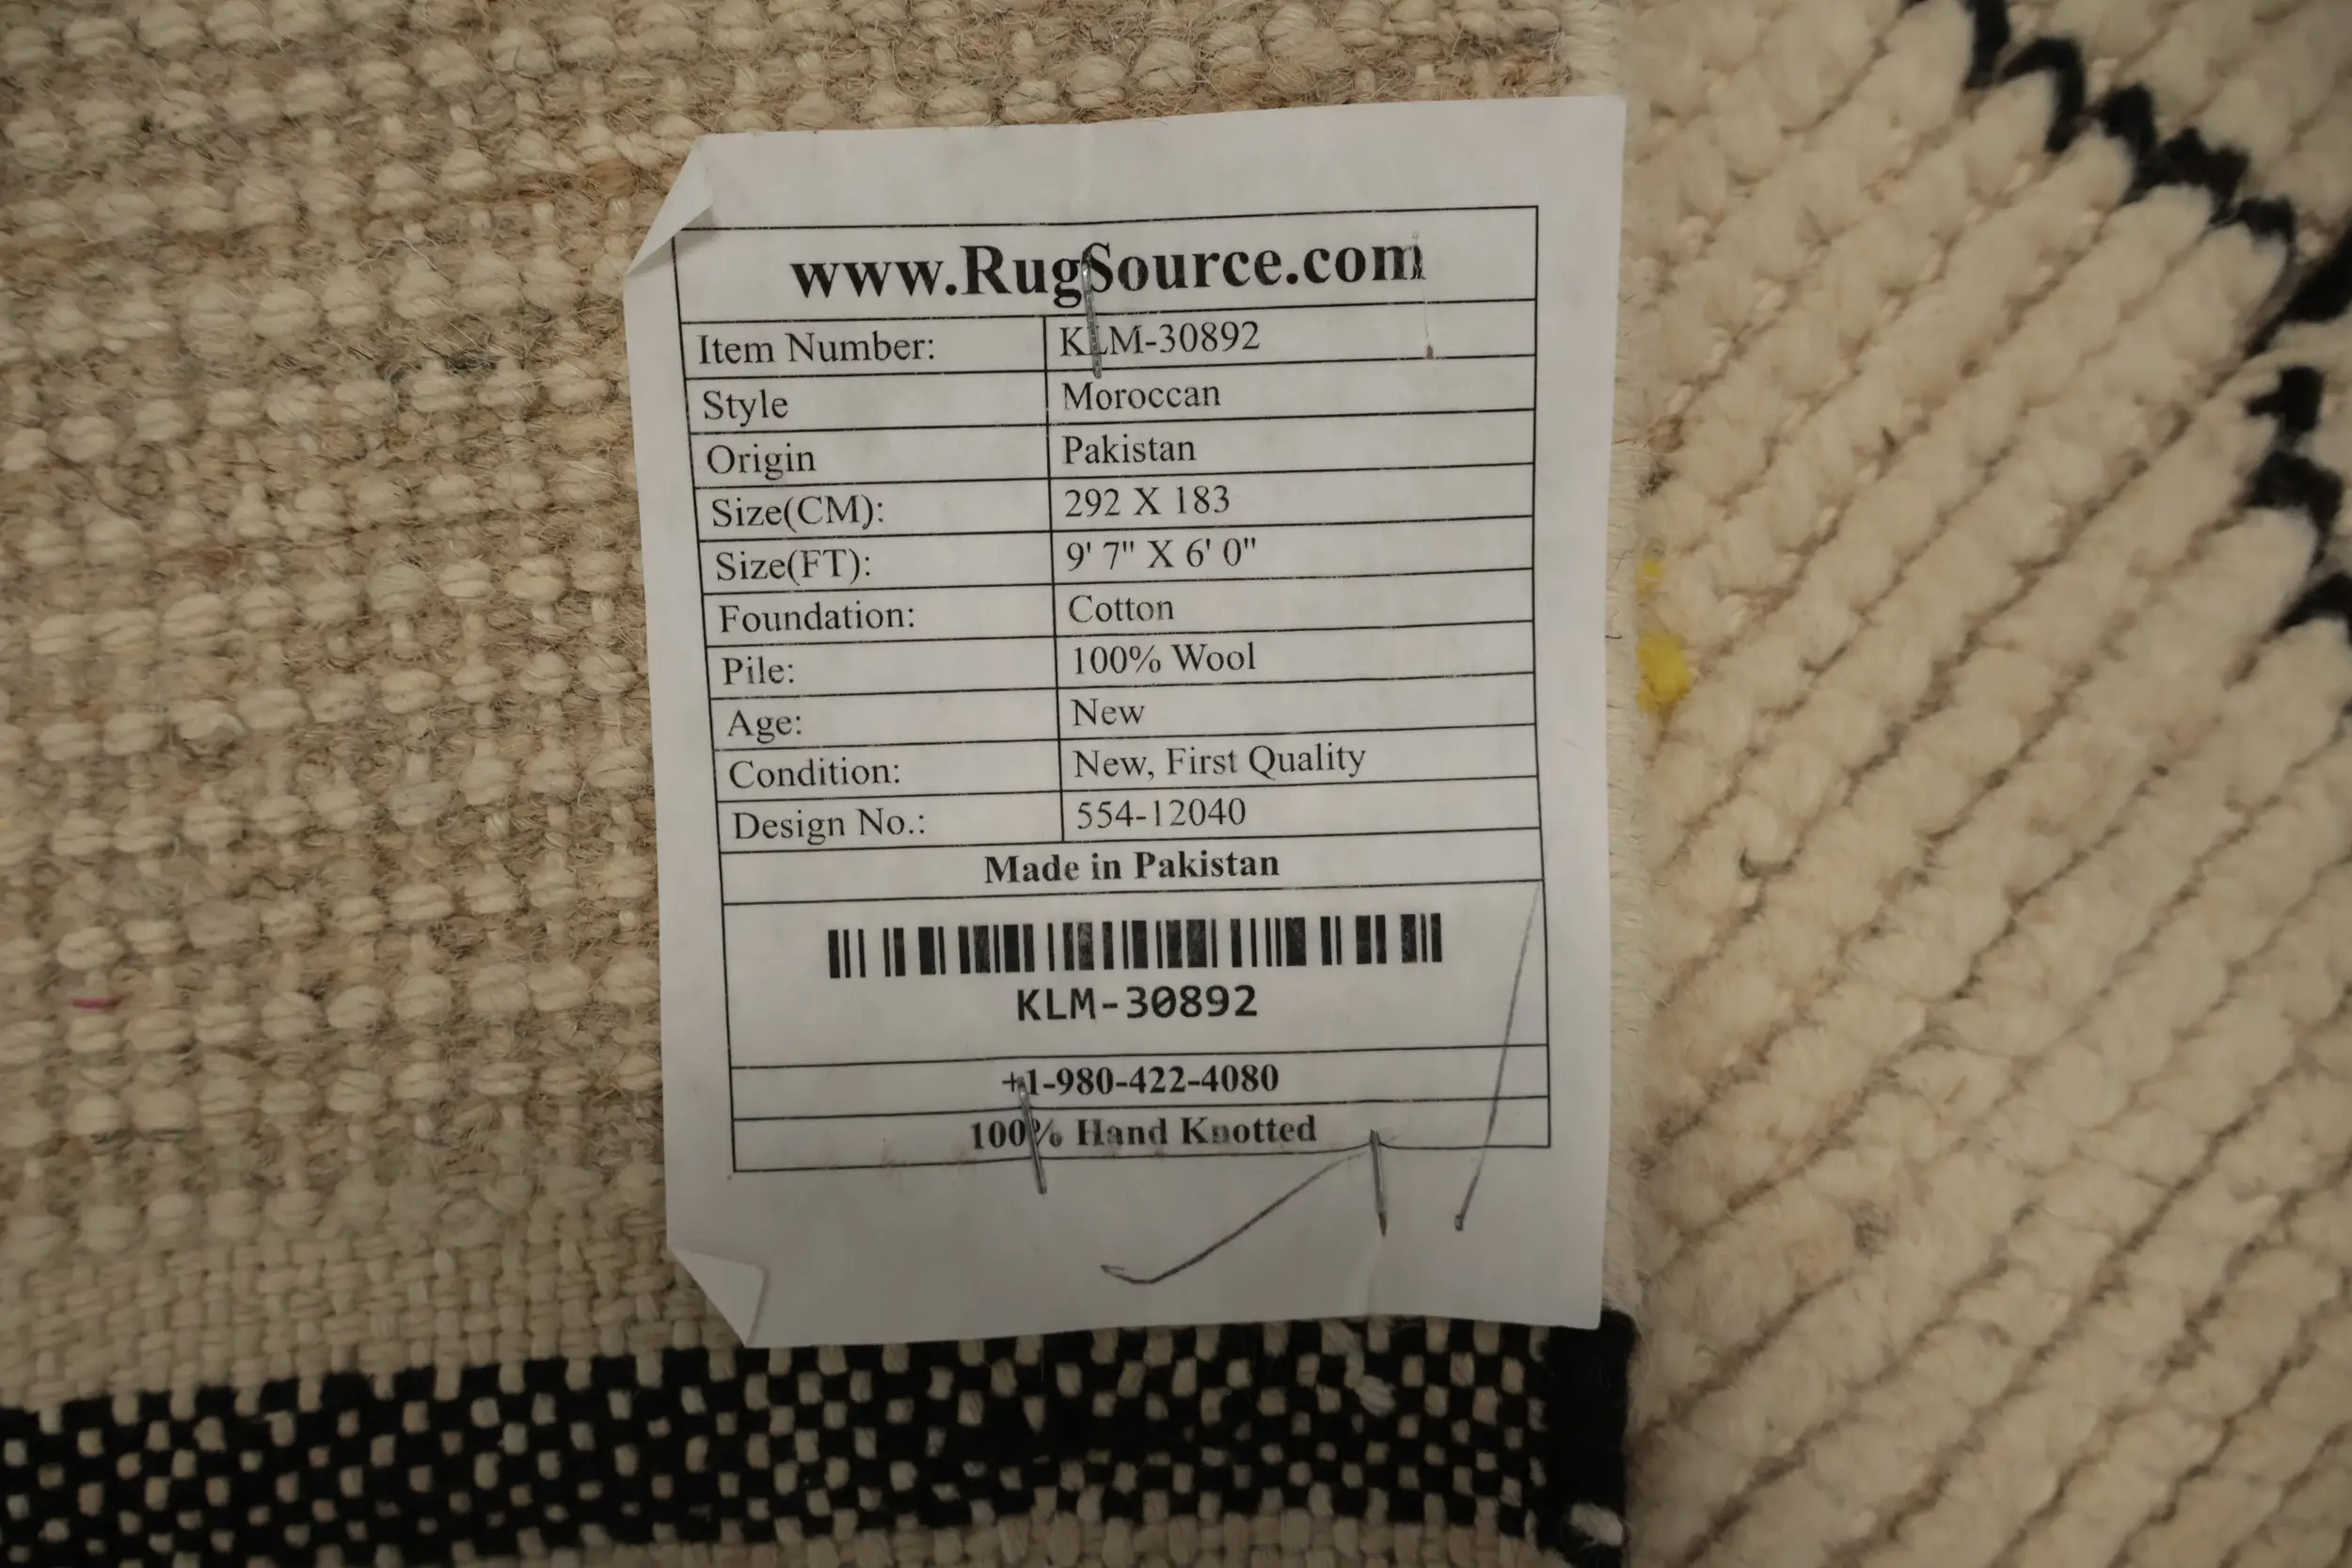 www.RugSource.com
Item Number: KLM-30892
Style Moroccan
Origin Pakistan
Size(CM): 292 X 183
Size(FT): 9' 7" X 6' 0"
Foundation: Cotton
Pile: 100% Wool
Age: New
Condition: New, First Quality
Design No.: 554-12040
Made in Pakistan
KLM-30892
+1-980-422-4080
100% Hand Knotted